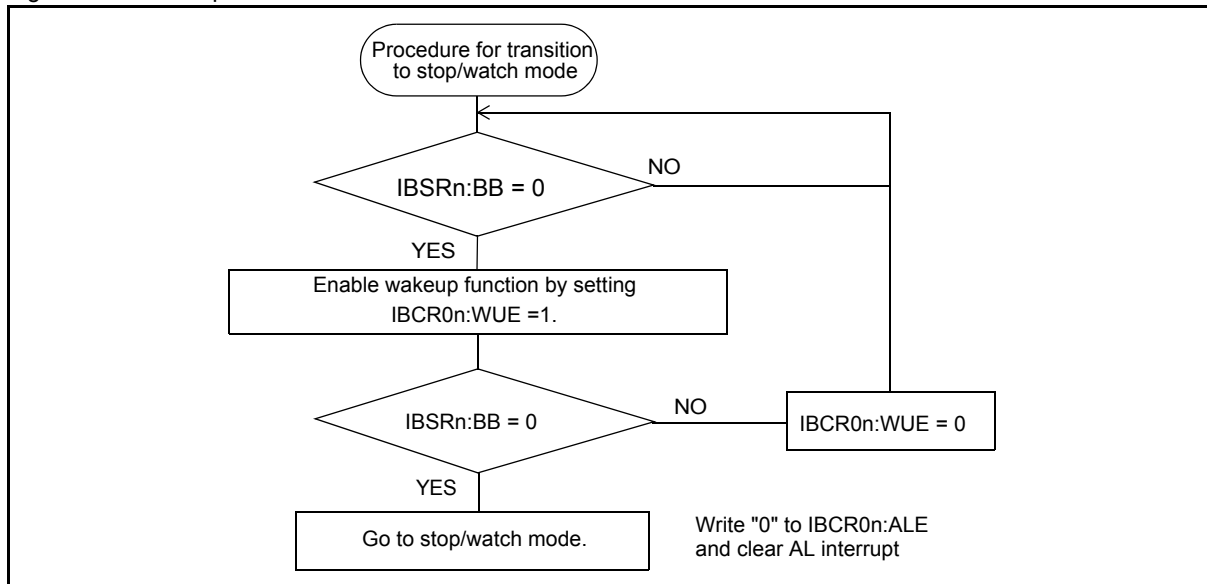 Procedure for transition
to stop/watch mode
IBSRn:BB = 0
NO
YES
Enable wakeup function by setting
IBCR0n:WUE =1.
IBSRn:BB = 0
NO
IBCR0n:WUE = 0
YES
Go to stop/watch mode.
Write "0" to IBCR0n:ALE
and clear AL interrupt